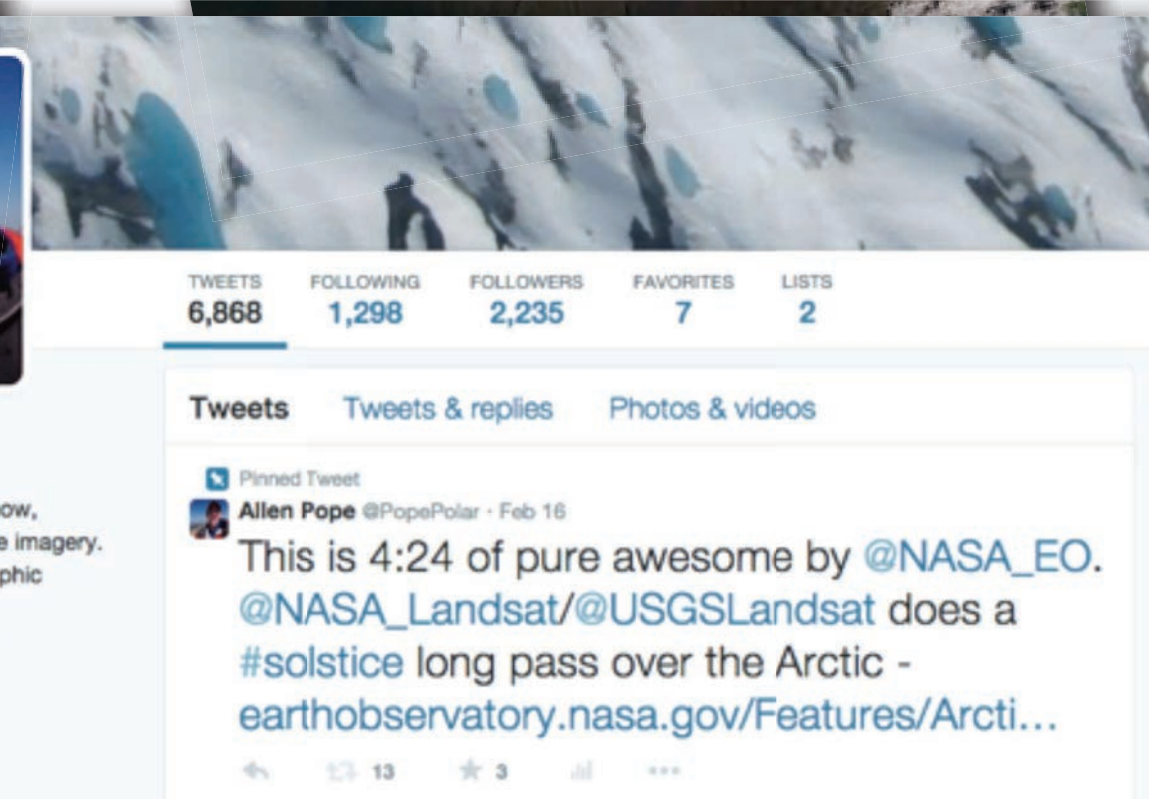 TWEETS FOLLOWING FOLLOWERS FAVORITES LISTS
6,868 1,298 2,235 7 2
Tweets Tweets & replies Photos & videos
Pinned Tweet
Allen Pope @PopePolar · Feb 16
This is 4:24 of pure awesome by @NASA_EO.
@NASA_Landsat/@USGSLandsat does a
#solstice long pass over the Arctic -
earthobservatory.nasa.gov/Features/Arcti...
13 3
imagery.